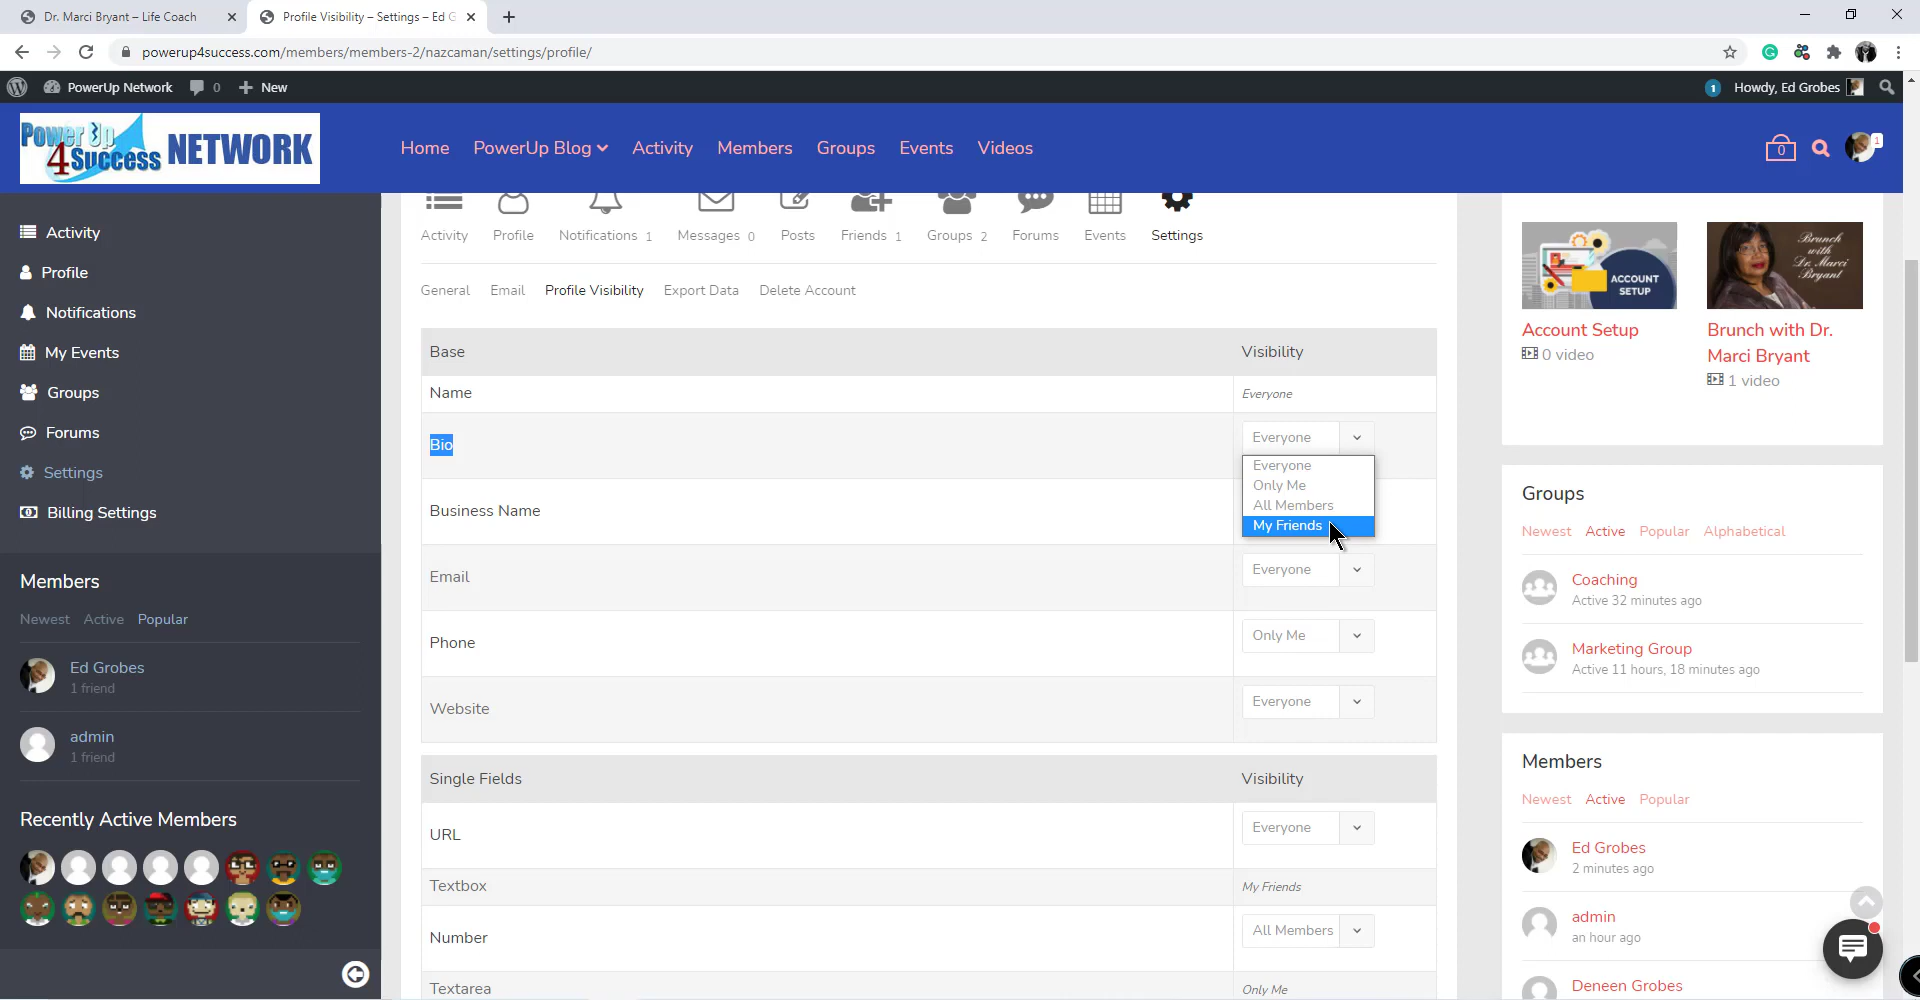 Dr. Marci Bryant – Life Coach
Profile Visibility – Settings – Ed G
powerup4success.com/members/members-2/nazcaman/settings/profile/
PowerUp Network 0 New
1 Howdy, Ed Grobes
Power Up 4 Success NETWORK
Home PowerUp Blog Activity Members Groups Events Videos
0
1
Activity
Profile
Notifications
My Events
Groups
Forums
Settings
Billing Settings
Members
Newest Active Popular
Ed Grobes
1 friend
admin
1 friend
Recently Active Members
Activity Profile Notifications 1 Messages 0 Posts Friends 1 Groups 2 Forums Events Settings
General Email Profile Visibility Export Data Delete Account
Base Visibility
Name Everyone
Bio Everyone
Everyone
Only Me
All Members
My Friends
Business Name
Email Everyone
Phone Only Me
Website Everyone
Single Fields Visibility
URL Everyone
Textbox My Friends
Number All Members
Textarea Only Me
ACCOUNT SETUP
Account Setup
0 video
Brunch with Dr. Marci Bryant
Brunch with Dr.
Marci Bryant
1 video
Groups
Newest Active Popular Alphabetical
Coaching
Active 32 minutes ago
Marketing Group
Active 11 hours, 18 minutes ago
Members
Newest Active Popular
Ed Grobes
2 minutes ago
admin
an hour ago
Deneen Grobes